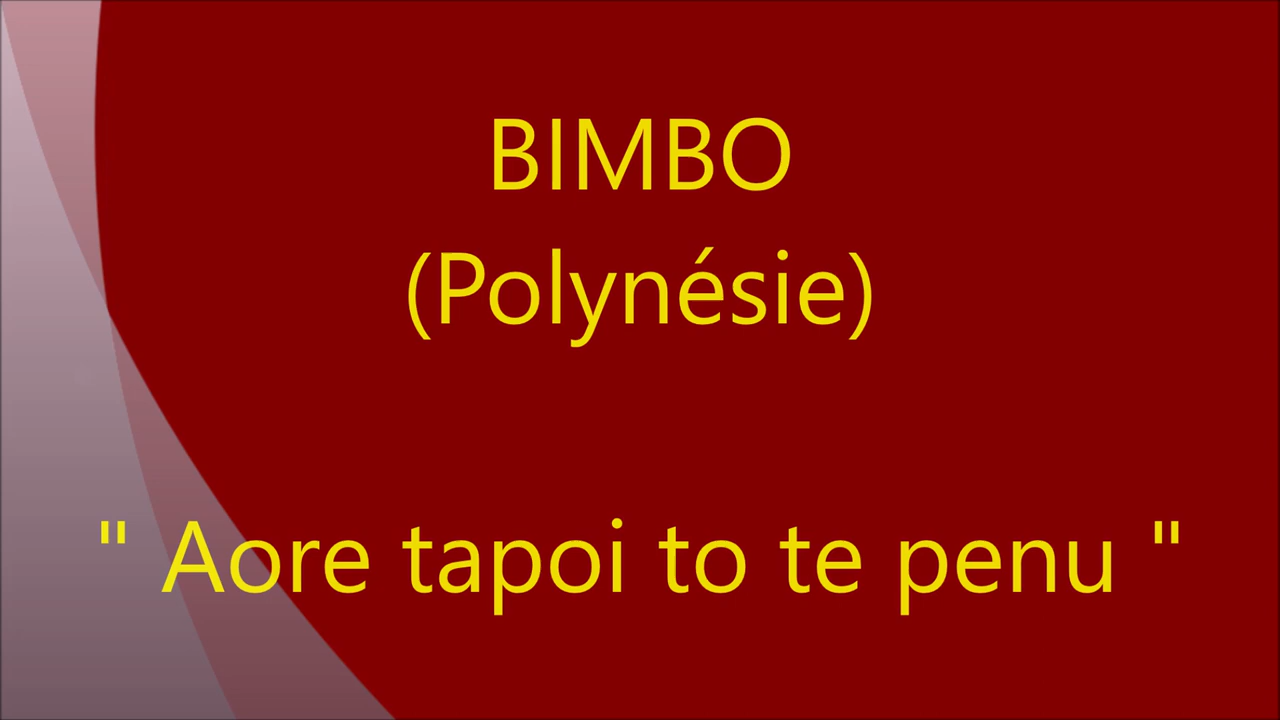 BIMBO
(Polynésie)
" Aore tapoi to te penu "